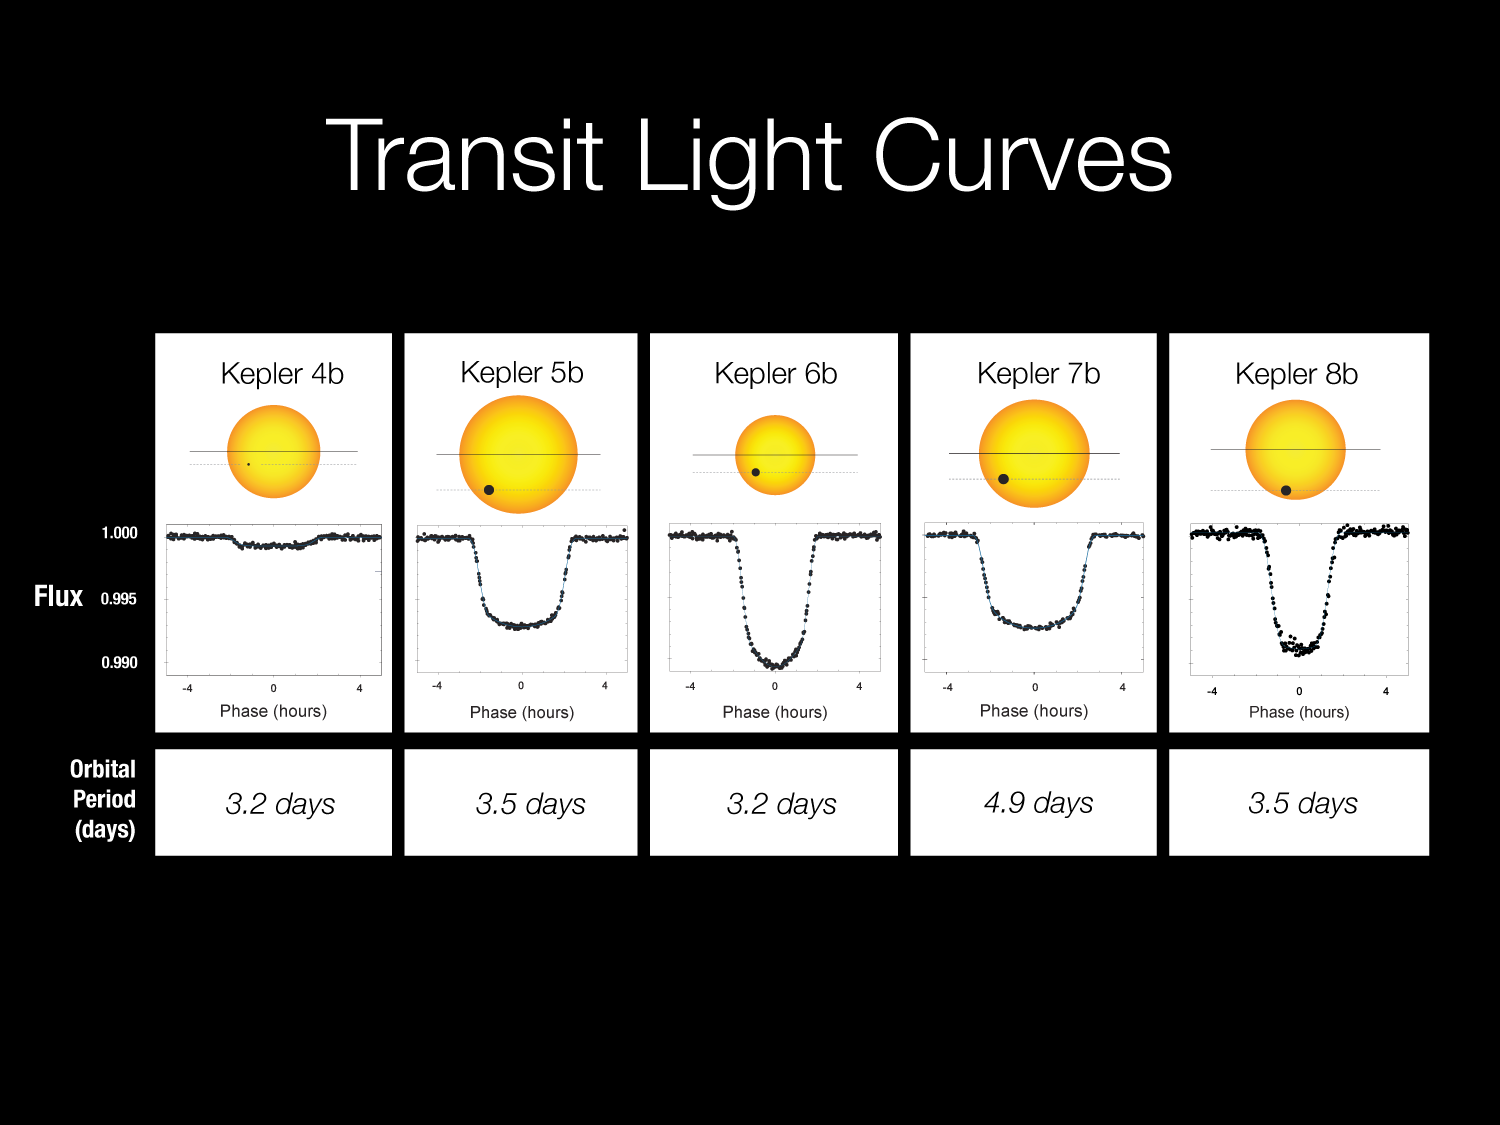 Transit Light Curves
Kepler 4b
Kepler 5b
Kepler 6b
Kepler 7b
Kepler 8b
1.000
Flux
0.995
0.990
-4 0 4
-4 0 4
-4 0 4
-4 0 4
-4 0 4
Phase (hours)
Phase (hours)
Phase (hours)
Phase (hours)
Phase (hours)
Orbital
Period
(days)
3.2 days
3.5 days
3.2 days
4.9 days
3.5 days